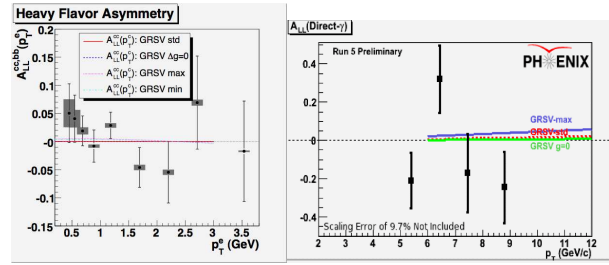 Heavy Flavor Asymmetry
A_LL^cc,bb(p_T^e)
0.2
0.15
0.1
0.05
-0
-0.05
-0.1
-0.15
A_LL^cc(p_T^e): GRSV std
A_LL^cc(p_T^e): GRSV Δg=0
A_LL^cc(p_T^e): GRSV max
A_LL^cc(p_T^e): GRSV min
0.5 1 1.5 2 2.5 3 3.5
p_T^e (GeV)
A_LL(Direct-γ)
Run 5 Preliminary
PHENIX
0.4
0.2
0
-0.2
-0.4
GRSV-max
GRSV-std
GRSV g=0
Scaling Error of 9.7% Not Included
2 3 4 5 6 7 8 9 10 11 12
p_T (GeV/c)